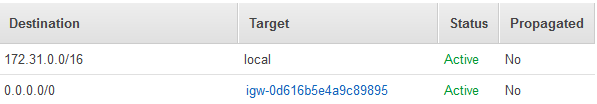 Destination Target Status Propagated
172.31.0.0/16 local Active No
0.0.0.0/0 igw-0d616b5e4a9c89895 Active No